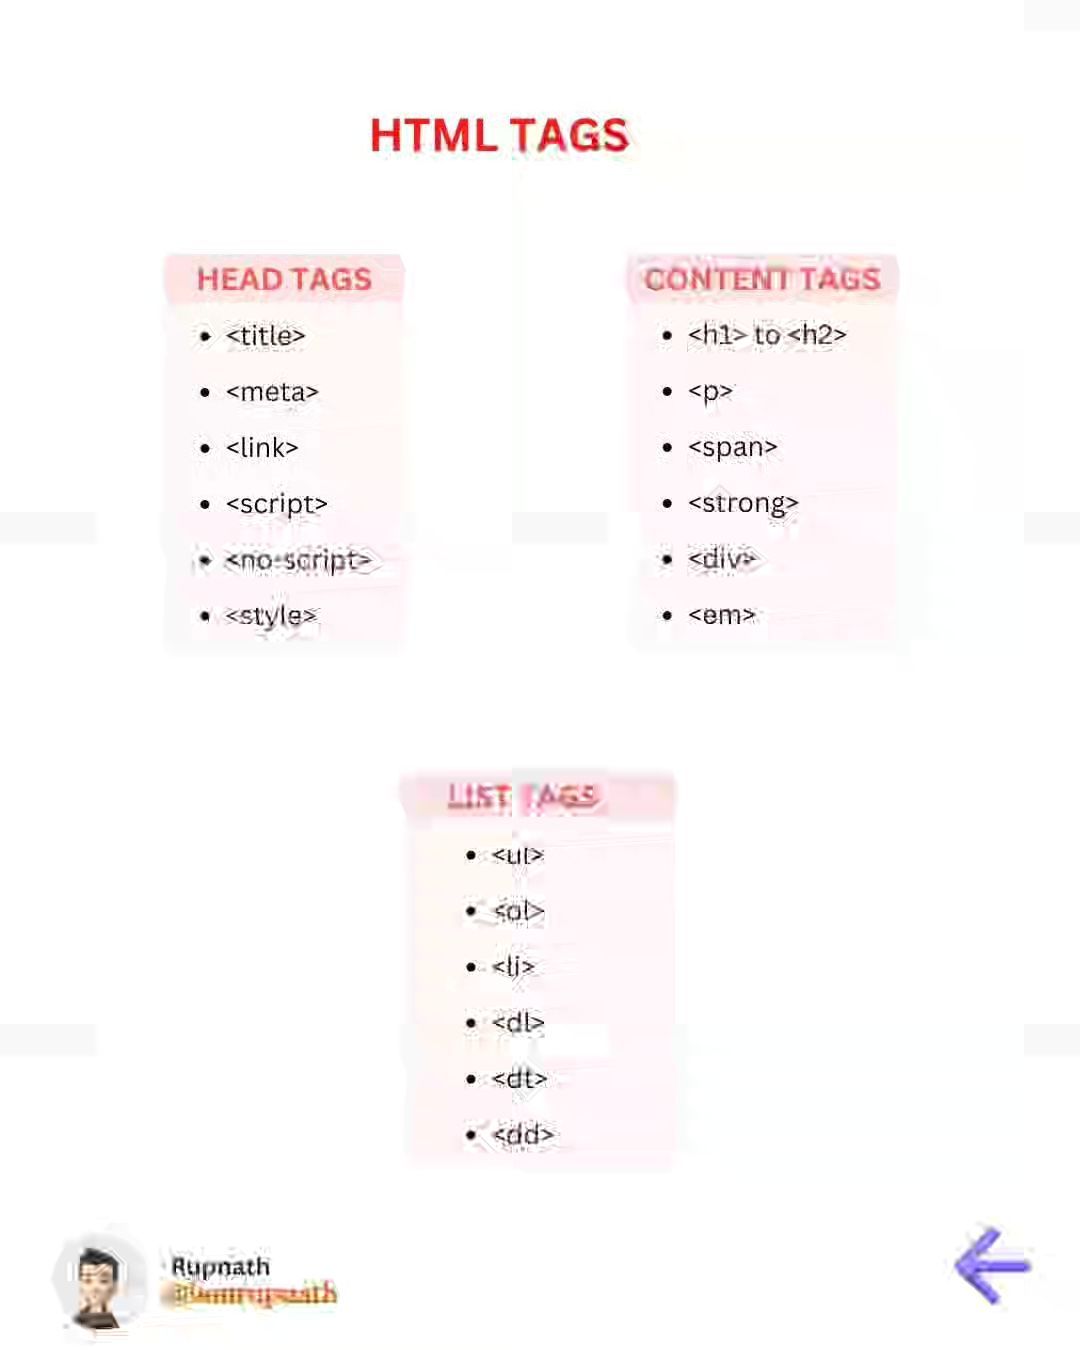 HTML TAGS
HEAD TAGS
<title>
<meta>
<link>
<script>
<no-script>
<style>
CONTENT TAGS
<h1> to <h2>
<p>
<span>
<strong>
<div>
<em>
LIST TAGS
<ul>
<ol>
<li>
<dl>
<dt>
<dd>
Rupnath